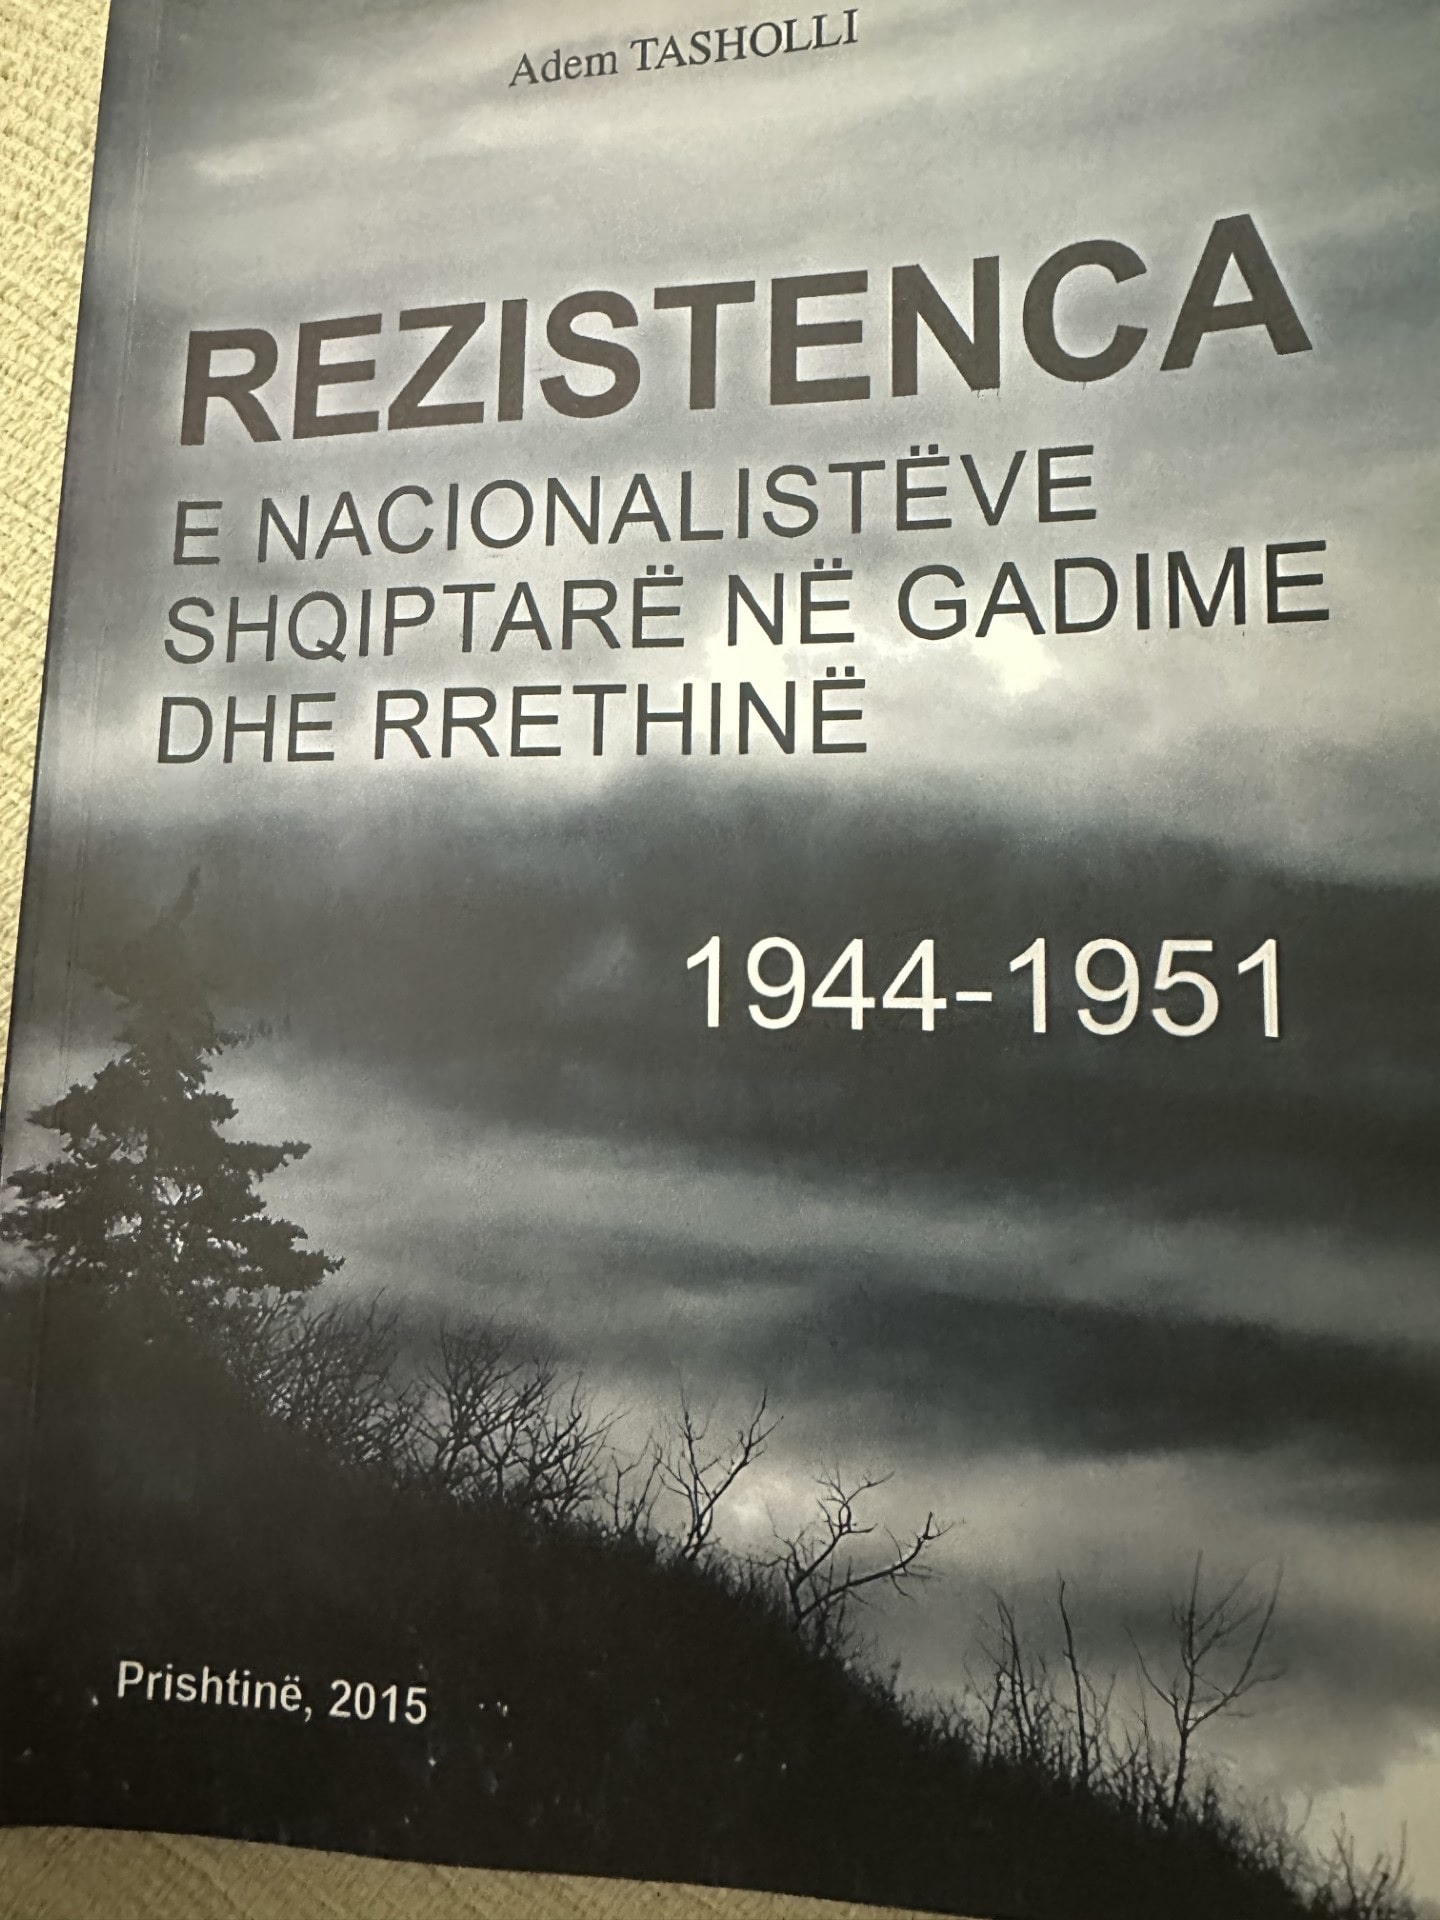 Adem TASHOLLI
REZISTENCA
E NACIONALISTËVE
SHQIPTARË NË GADIME
DHE RRETHINË
1944-1951
Prishtinë, 2015